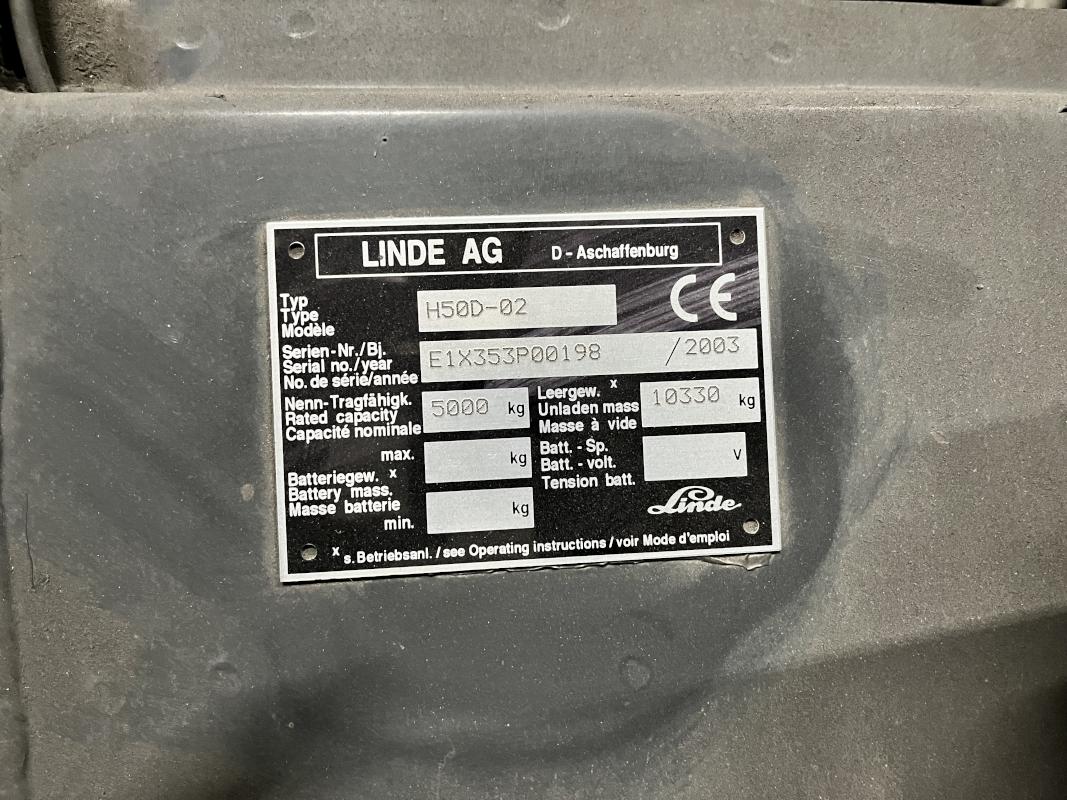 LINDE AG D - Aschaffenburg
Typ
Type
Modèle
H50D-02
CE
Serien-Nr./Bj.
Serial no./year
No. de série/année
E1X353P00198 /2003
Nenn-Tragfähigk.
Rated capacity
Capacité nominale
5000 kg
Leergew. x
Unladen mass
Masse à vide
10330 kg
max.
kg
Batteriegew. x
Battery mass.
Masse batterie
min.
kg
Batt. - Sp.
Batt. - volt.
Tension batt.
V
Linde
x s. Betriebsanl. / see Operating instructions / voir Mode d'emploi